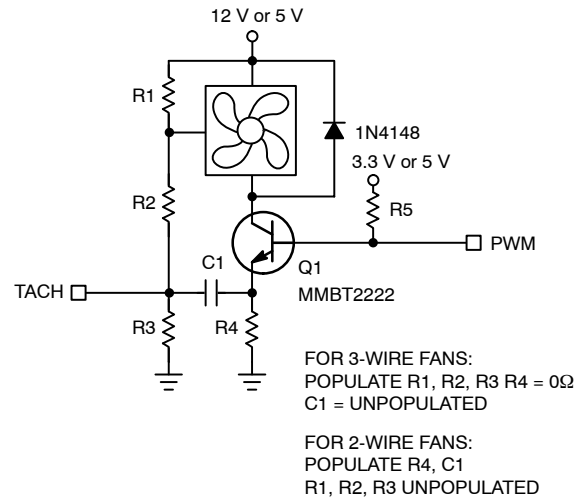 12 V or 5 V
R1
1N4148
3.3 V or 5 V
R2
R5
PWM
C1
Q1
TACH
MMBT2222
R3
R4
FOR 3-WIRE FANS:
POPULATE R1, R2, R3 R4 = 0Ω
C1 = UNPOPULATED
FOR 2-WIRE FANS:
POPULATE R4, C1
R1, R2, R3 UNPOPULATED